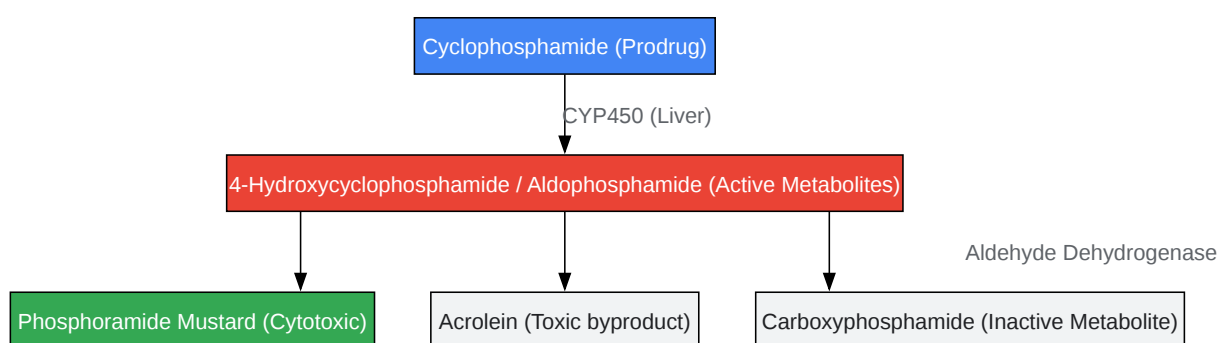 Cyclophosphamide (Prodrug)
CYP450 (Liver)
4-Hydroxycyclophosphamide / Aldophosphamide (Active Metabolites)
Aldehyde Dehydrogenase
Phosphoramide Mustard (Cytotoxic)
Acrolein (Toxic byproduct)
Carboxyphosphamide (Inactive Metabolite)